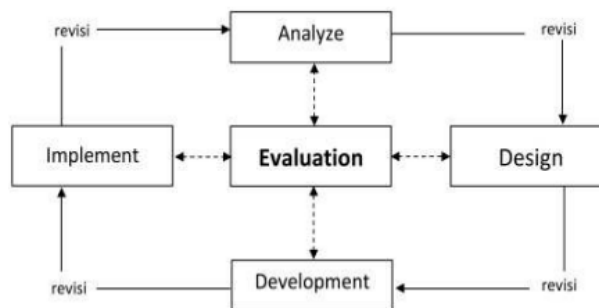 Analyze
revisi
revisi
Implement
Evaluation
Design
revisi
Development
revisi